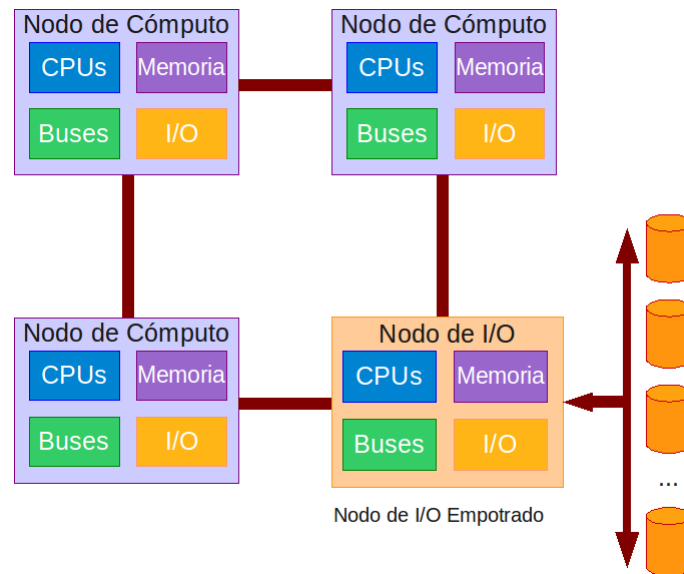 Nodo de Cómputo
CPUs Memoria
Buses I/O
Nodo de Cómputo
CPUs Memoria
Buses I/O
Nodo de Cómputo
CPUs Memoria
Buses I/O
Nodo de I/O
CPUs Memoria
Buses I/O
Nodo de I/O Empotrado
...